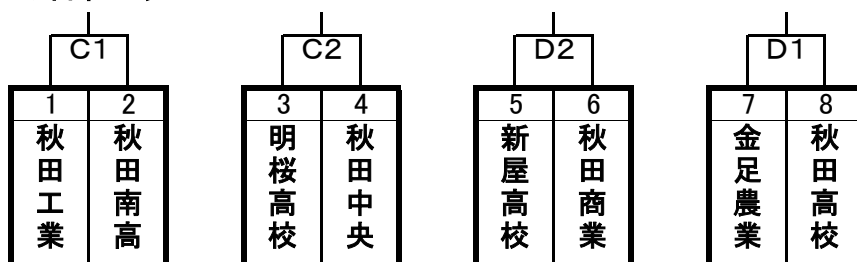 C1 C2 D2 D1
1 2 3 4 5 6 7 8
秋田工業
秋田南高
明桜高校
秋田中央
新屋高校
秋田商業
金足農業
秋田高校